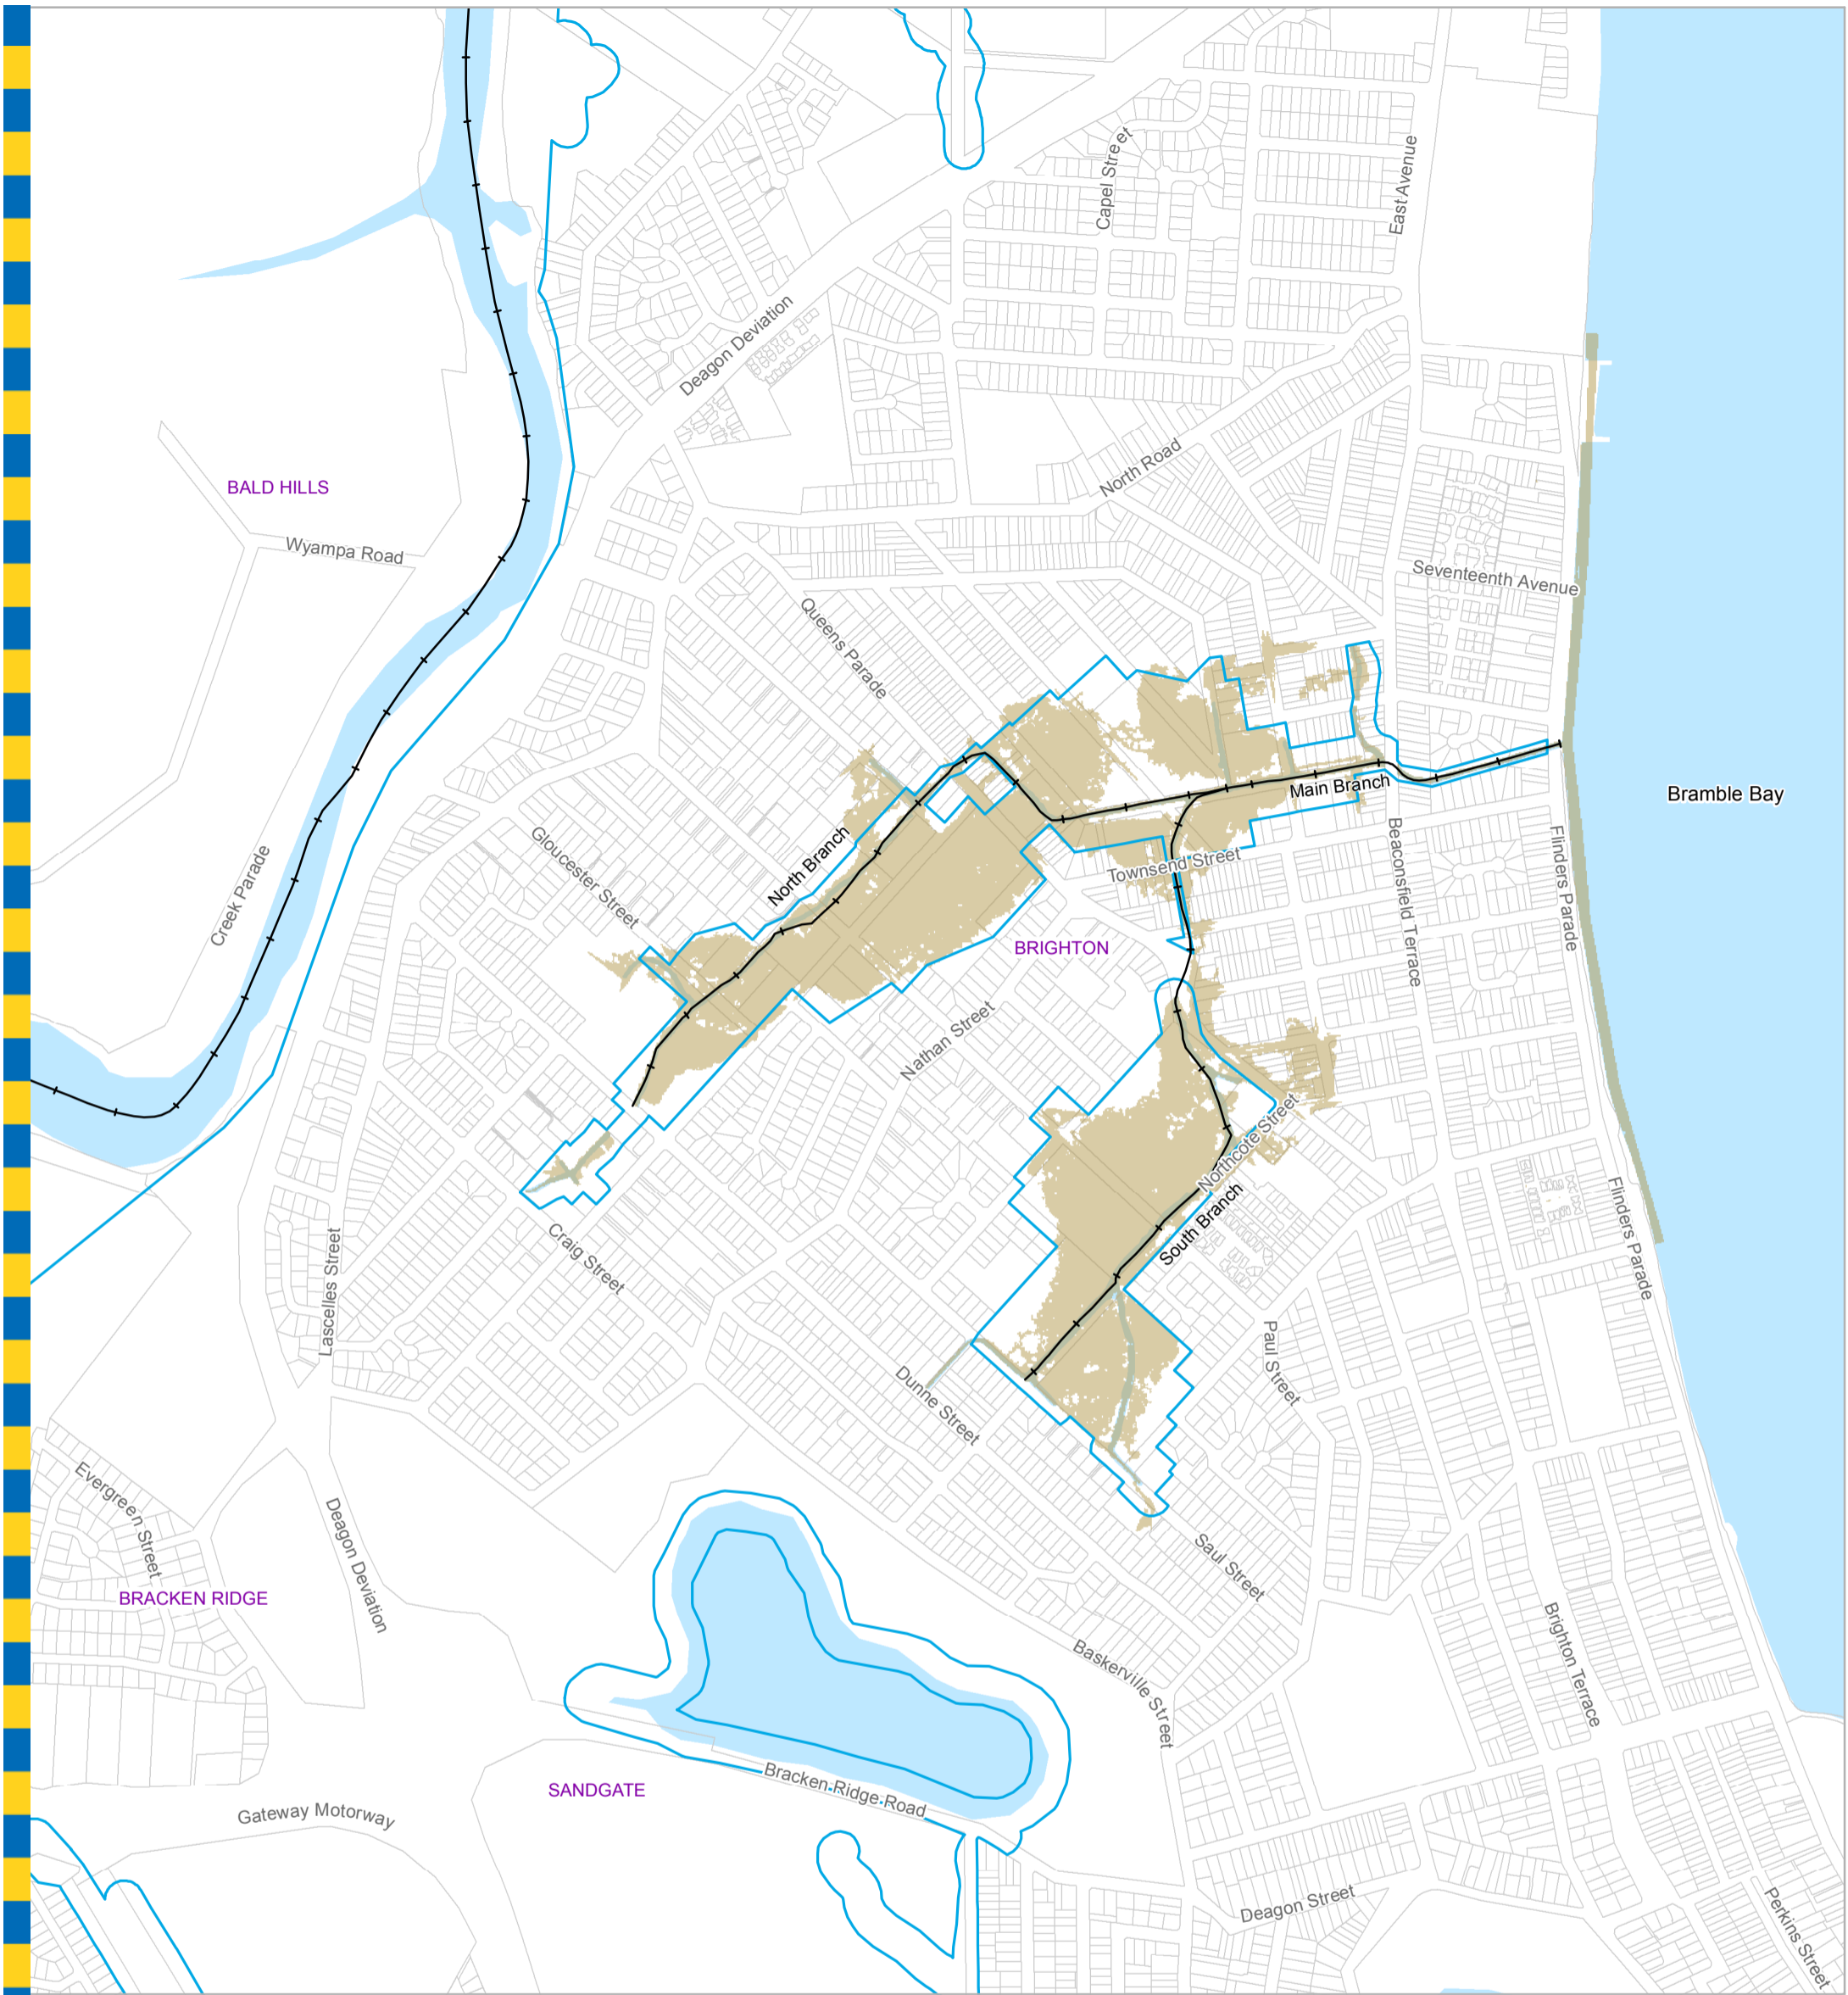 Capel Street
East Avenue
Deagon Deviation
North Road
BALD HILLS
Wyampa Road
Seventeenth Avenue
Queens Parade
Main Branch
Bramble Bay
Gloucester Street
North Branch
Townsend Street
Beaconsfield Terrace
Flinders Parade
Creek Parade
BRIGHTON
Nathan Street
Northcote Street
South Branch
Flinders Parade
Craig Street
Lascelles Street
Paul Street
Dunne Street
Evergreen Street
Deagon Deviation
Saul Street
BRACKEN RIDGE
Brighton Terrace
Baskerville Street
Bracken Ridge Road
SANDGATE
Gateway Motorway
Deagon Street
Perkins Street